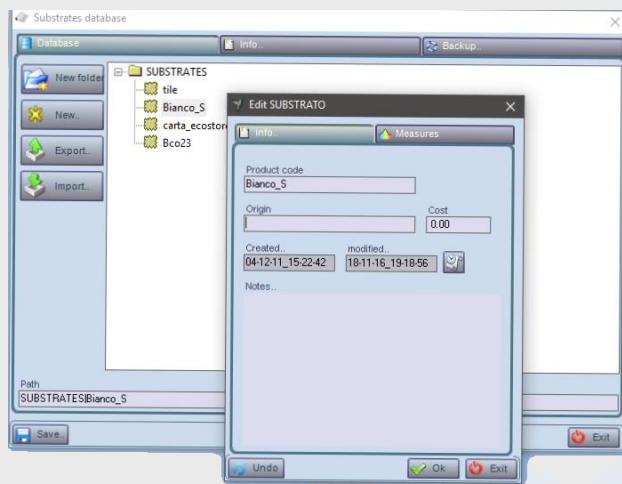 Substrates database
Database
Info..
Backup..
New folder
New..
Export..
Import..
SUBSTRATES
tile
Bianco_S
carta_ecostor
Bco23
Edit SUBSTRATO
Info..
Measures
Product code
Bianco_S
Origin
Cost
0.00
Created..
modified..
04-12-11_15-22-42
18-11-16_19-18-56
Notes..
Path
SUBSTRATES|Bianco_S
Save..
Exit
Undo
Ok
Exit